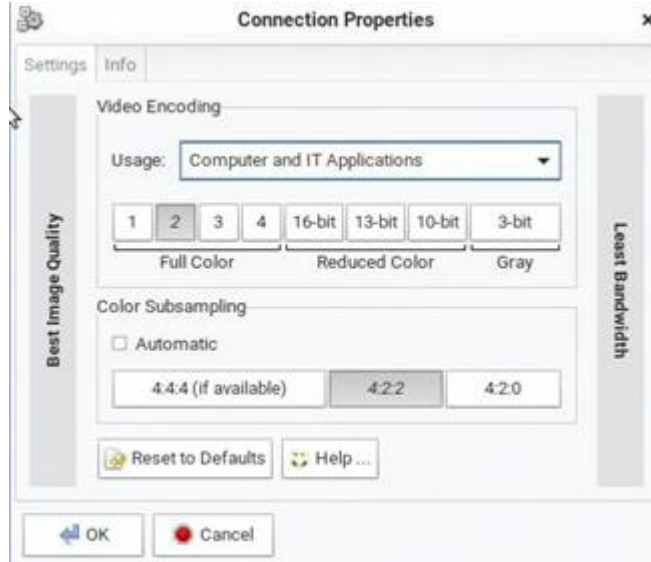 Connection Properties
Settings Info
Best Image Quality
Video Encoding
Usage: Computer and IT Applications
1 2 3 4 16-bit 13-bit 10-bit 3-bit
Full Color Reduced Color Gray
Color Subsampling
Automatic
4:4:4 (if available) 4:2:2 4:2:0
Reset to Defaults Help ...
Least Bandwidth
OK Cancel